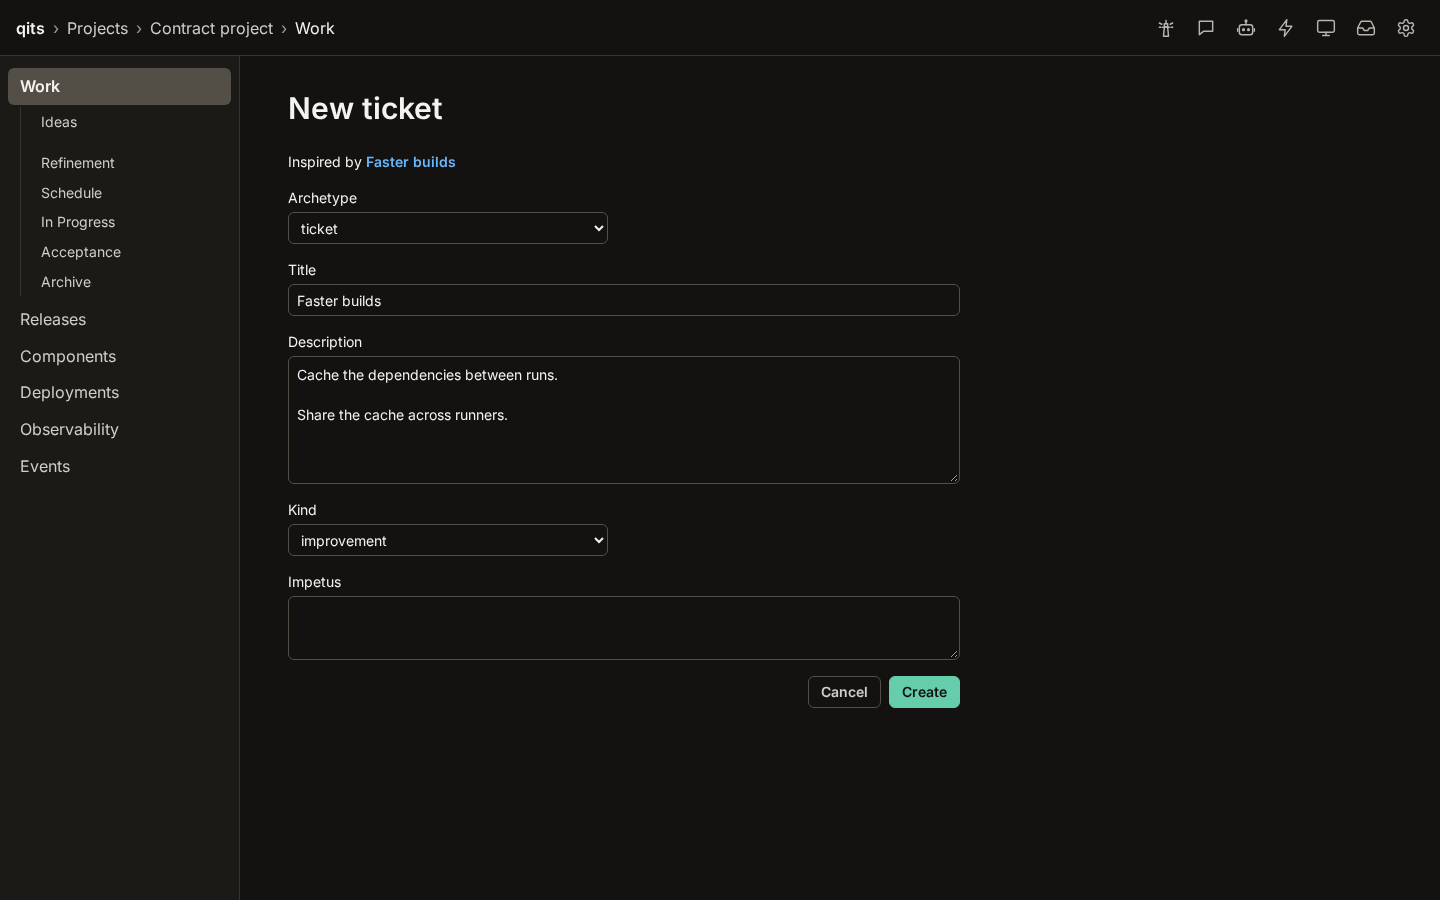 qits › Projects › Contract project › Work
Work
Ideas
Refinement
Schedule
In Progress
Acceptance
Archive
Releases
Components
Deployments
Observability
Events
New ticket
Inspired by Faster builds
Archetype
ticket
Title
Faster builds
Description
Cache the dependencies between runs.
Share the cache across runners.
Kind
improvement
Impetus
Cancel
Create